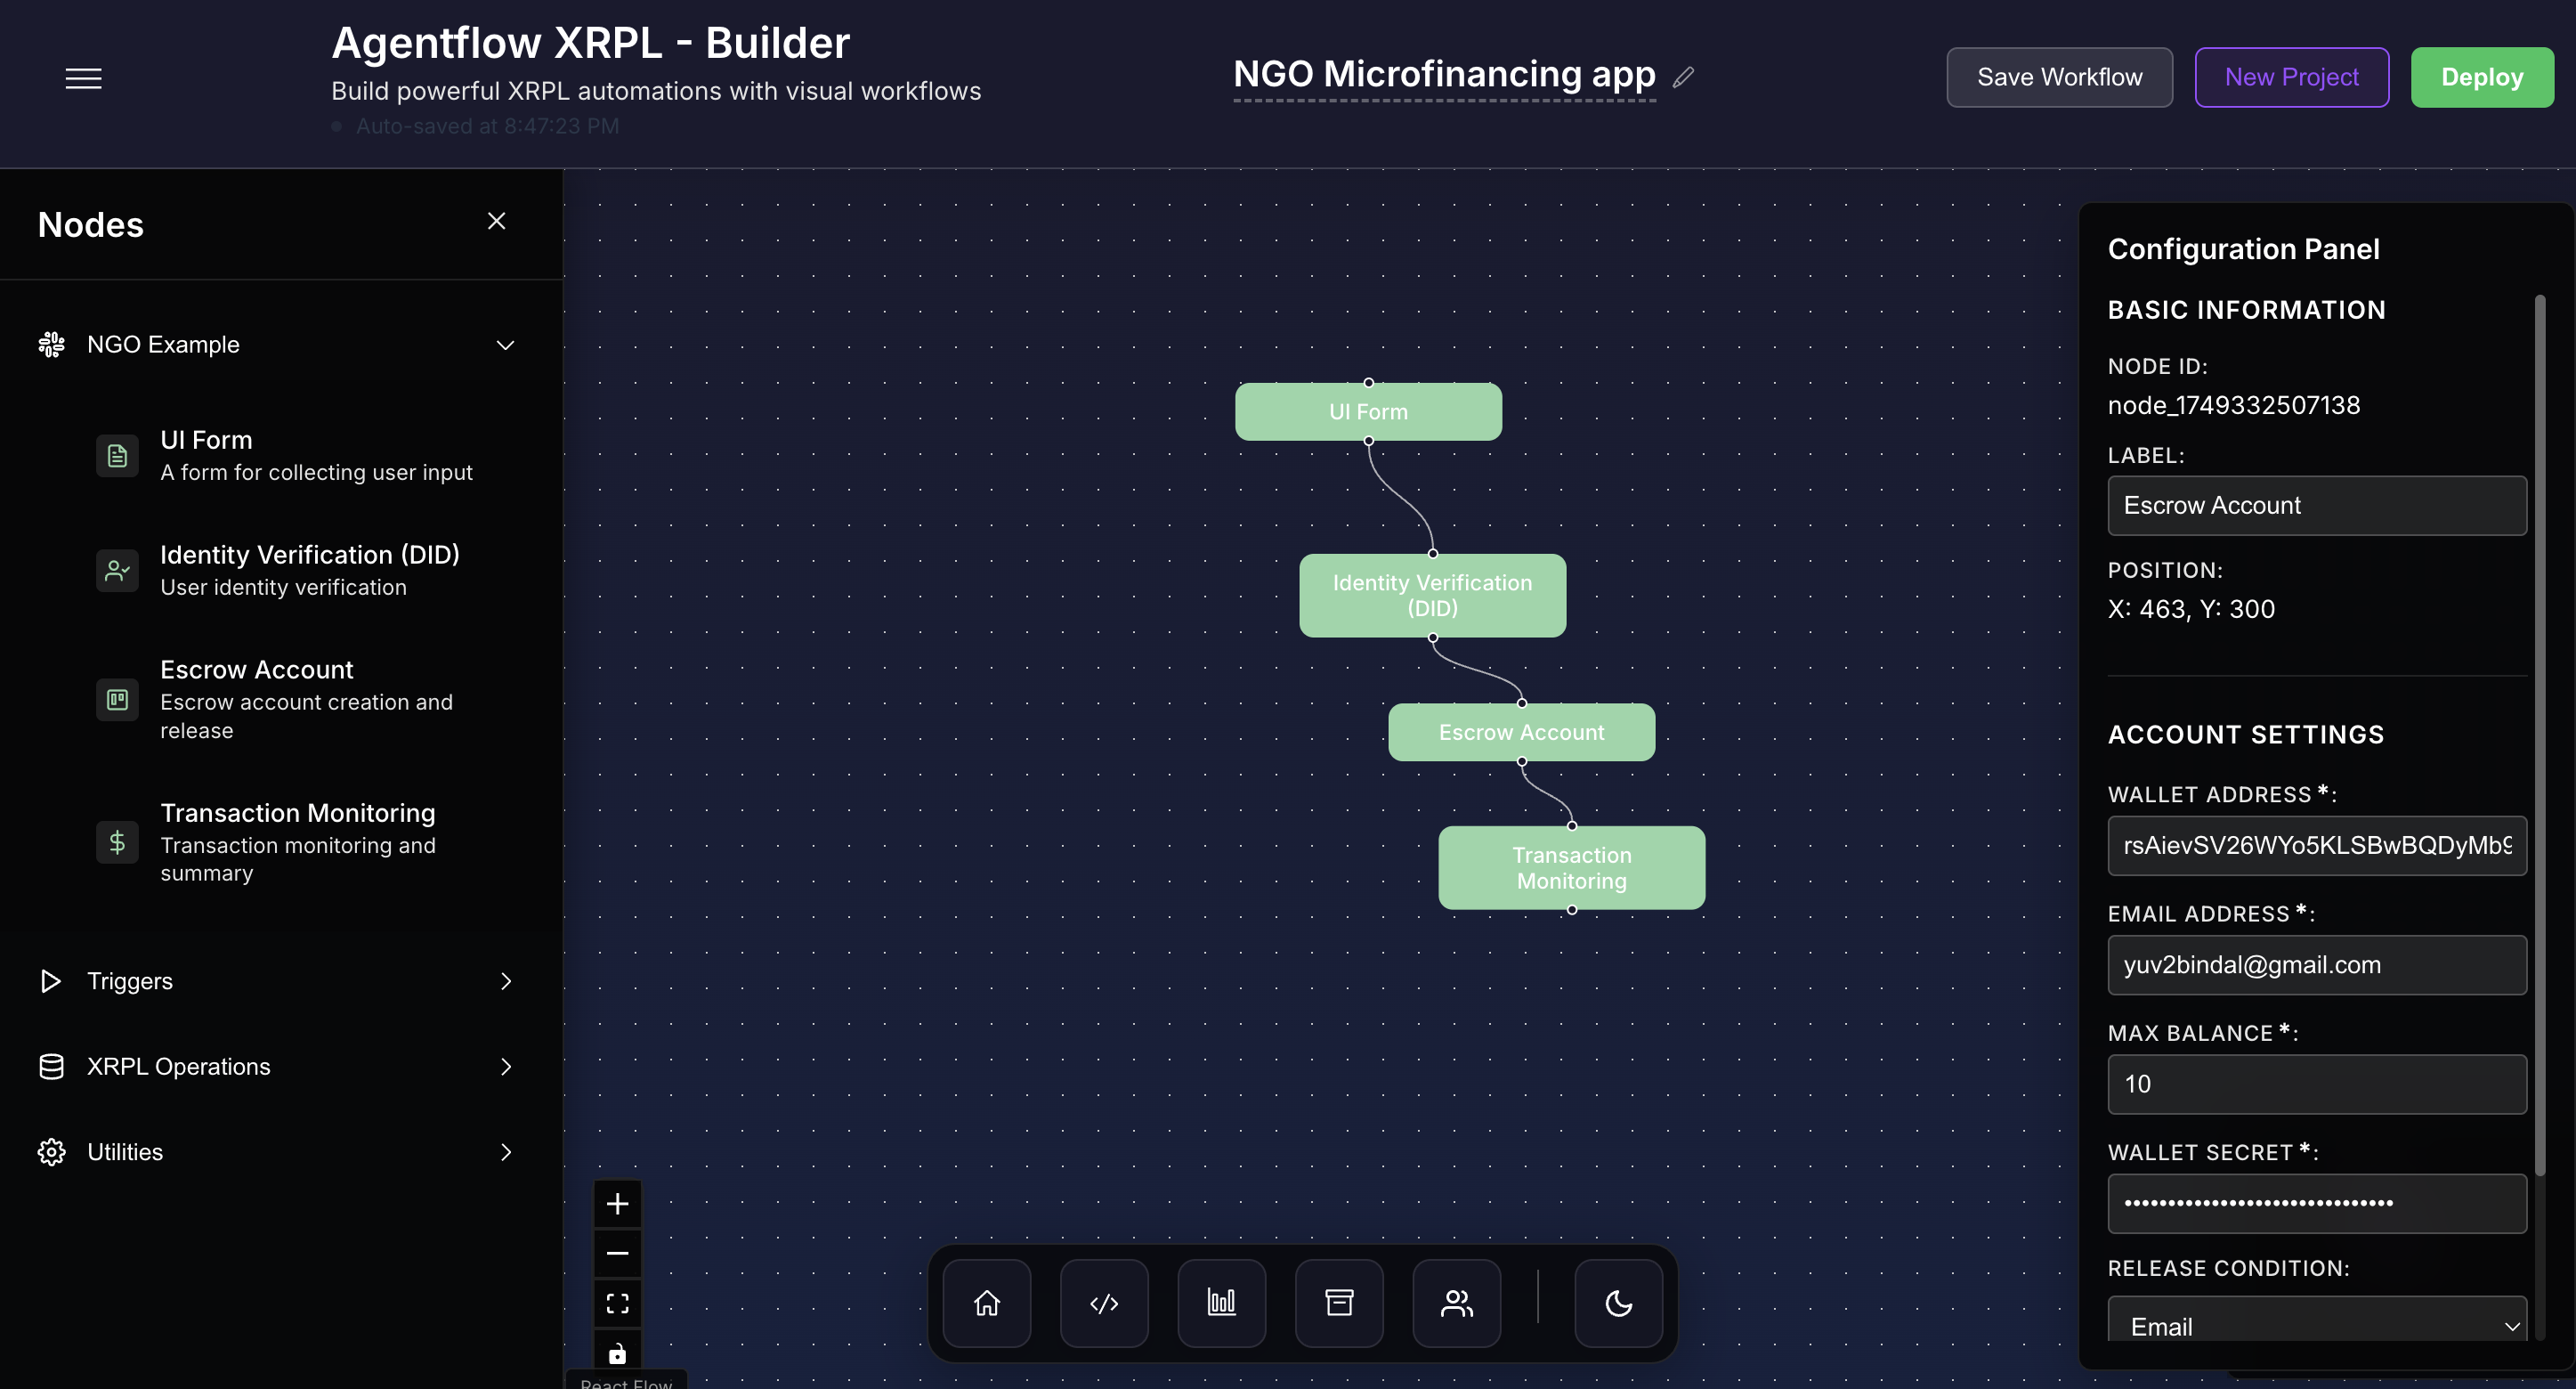 Agentflow XRPL - Builder
Build powerful XRPL automations with visual workflows
Auto-saved at 8:47:23 PM
NGO Microfinancing app
Save Workflow
New Project
Deploy
Nodes
NGO Example
UI Form
A form for collecting user input
Identity Verification (DID)
User identity verification
Escrow Account
Escrow account creation and
release
Transaction Monitoring
Transaction monitoring and
summary
Triggers
XRPL Operations
Utilities
UI Form
Identity Verification
(DID)
Escrow Account
Transaction
Monitoring
React Flow
Configuration Panel
BASIC INFORMATION
NODE ID:
node_1749332507138
LABEL:
Escrow Account
POSITION:
X: 463, Y: 300
ACCOUNT SETTINGS
WALLET ADDRESS*:
rsAievSV26WYo5KLSBwBQDyMb9
EMAIL ADDRESS*:
yuv2bindal@gmail.com
MAX BALANCE*:
10
WALLET SECRET*:
•••••••••••••••••••••••••••••••
RELEASE CONDITION:
Email